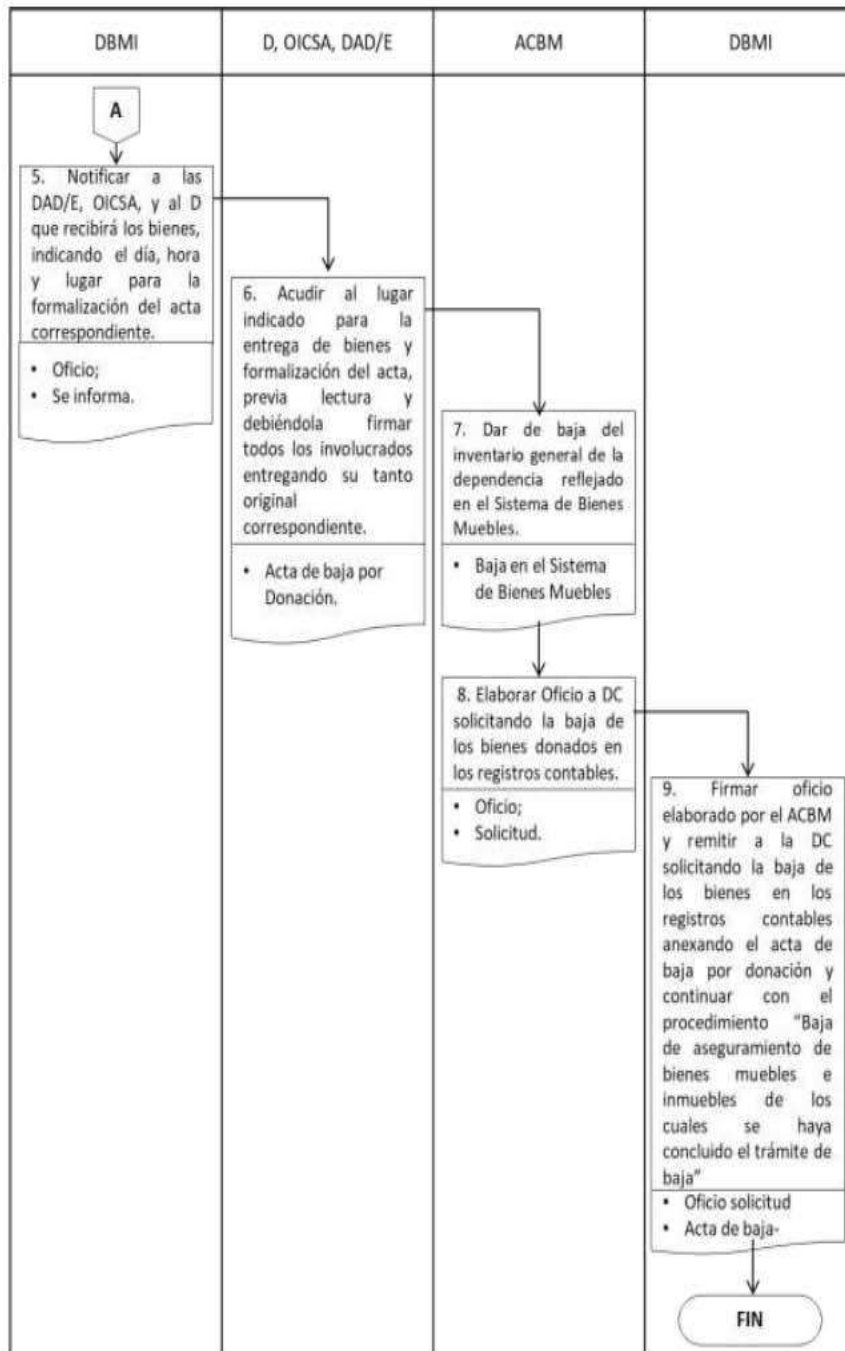 DBMI
D, OICSA, DAD/E
ACBM
DBMI
A
5. Notificar a las
DAD/E, OICSA, y al D
que recibirá los bienes,
indicando el día, hora
y lugar para la
formalización del acta
correspondiente.
• Oficio;
• Se informa.
6. Acudir al lugar
indicado para la
entrega de bienes y
formalización del acta,
previa lectura y
debiéndola firmar
todos los involucrados
entregando su tanto
original
correspondiente.
• Acta de baja por
Donación.
7. Dar de baja del
inventario general de la
dependencia reflejado
en el Sistema de Bienes
Muebles.
• Baja en el Sistema
de Bienes Muebles
8. Elaborar Oficio a DC
solicitando la baja de
los bienes donados en
los registros contables.
• Oficio;
• Solicitud.
9. Firmar oficio
elaborado por el ACBM
y remitir a la DC
solicitando la baja de
los bienes en los
registros contables
anexando el acta de
baja por donación y
continuar con el
procedimiento "Baja
de aseguramiento de
bienes muebles e
inmuebles de los
cuales se haya
concluido el trámite de
baja"
• Oficio solicitud
• Acta de baja-
FIN